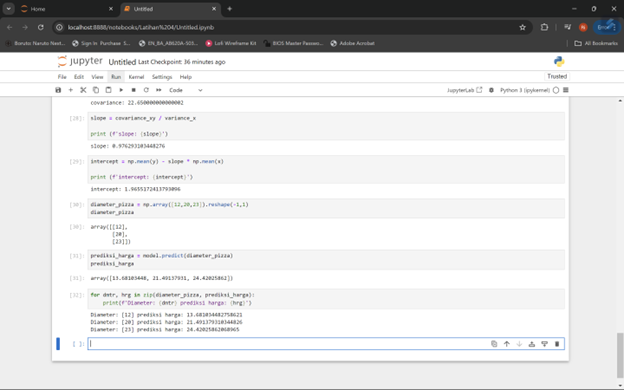 Home
Untitled
localhost:8888/notebooks/Latihan%204/Untitled.ipynb
Boruto: Naruto Next...
Sign In
Purchase
S...
EN_B4_AB620A-S01...
LoR Wireframe Kit
BIOS Master Passwo...
Adobe Acrobat
All Bookmarks
jupyter Untitled Last Checkpoint: 36 minutes ago
File Edit View Run Kernel Settings Help
Trusted
Code
JupyterLab
Python 3 (ipykernel)
covariance: 22.650000000000002
[28]: slope = covariance_xy / variance_x
print (f'slope: {slope}')
slope: 0.976293103448276
[29]: intercept = np.mean(y) - slope * np.mean(x)
print (f'intercept: {intercept}')
intercept: 1.9655172413793096
[30]: diameter_pizza = np.array([12,20,23]).reshape(-1,1)
diameter_pizza
[30]: array([[12],
[20],
[23]])
[31]: prediksi_harga = model.predict(diameter_pizza)
prediksi_harga
[31]: array([13.68103448, 21.49137931, 24.42025862])
[32]: for dmtr, hrg in zip(diameter_pizza, prediksi_harga):
print(f'Diameter: {dmtr} prediksi harga: {hrg}')
Diameter: [12] prediksi harga: 13.681034482758621
Diameter: [20] prediksi harga: 21.491379310344826
Diameter: [23] prediksi harga: 24.42025862068965
[ ]: